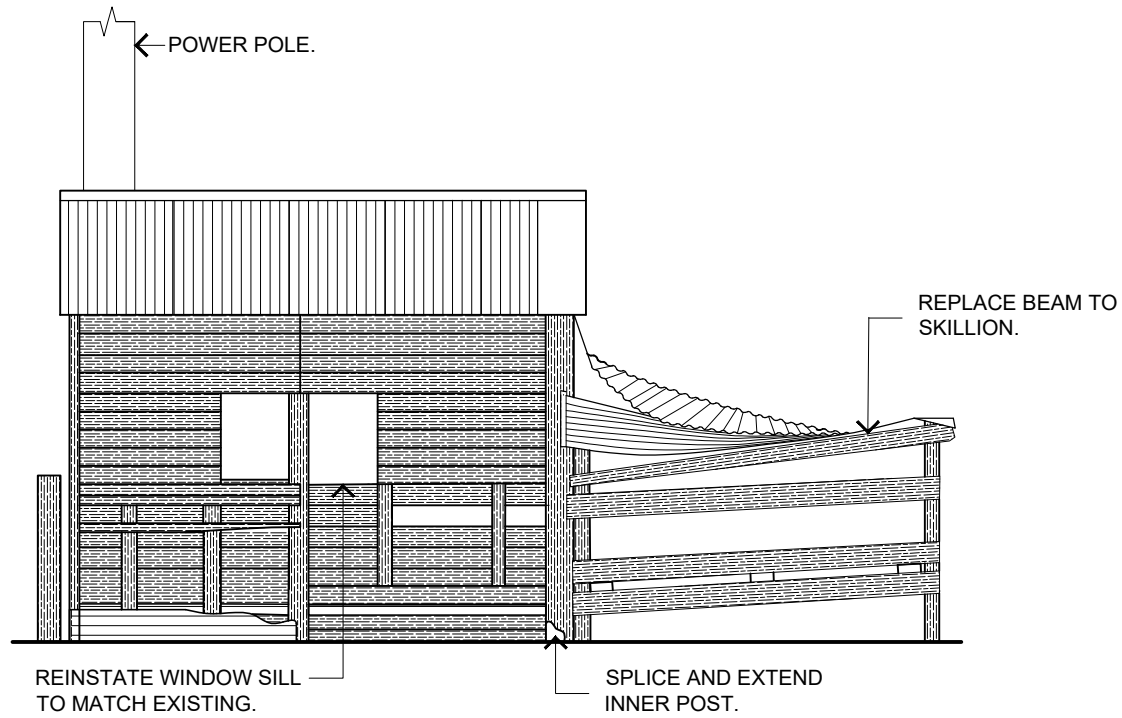 POWER POLE.
REPLACE BEAM TO
SKILLION.
REINSTATE WINDOW SILL
TO MATCH EXISTING.
SPLICE AND EXTEND
INNER POST.